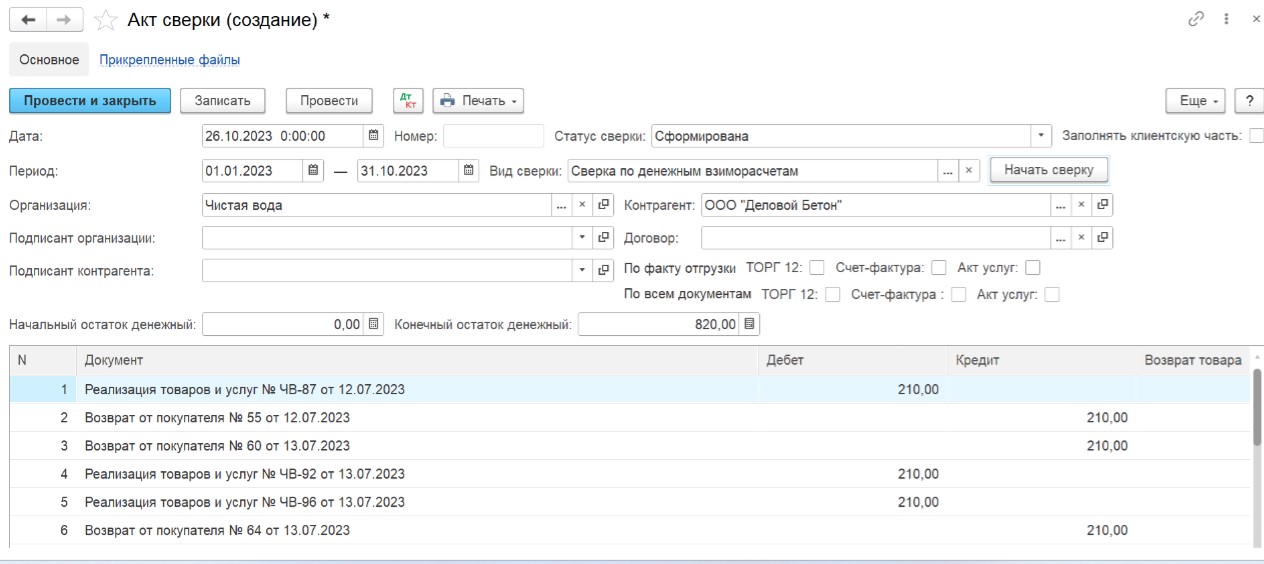 Акт сверки (создание) *
Основное Прикрепленные файлы
Провести и закрыть Записать Провести Дт Кт Печать Еще ?
Дата: 26.10.2023 0:00:00 Номер: Статус сверки: Сформирована Заполнять клиентскую часть:
Период: 01.01.2023 — 31.10.2023 Вид сверки: Сверка по денежным взиморасчетам ... × Начать сверку
Организация: Чистая вода ... × Контрагент: ООО "Деловой Бетон" ... ×
Подписант организации: Договор: ... ×
Подписант контрагента: По факту отгрузки ТОРГ 12: Счет-фактура: Акт услуг:
По всем документам ТОРГ 12: Счет-фактура : Акт услуг:
Начальный остаток денежный: 0,00 Конечный остаток денежный: 820,00
N Документ Дебет Кредит Возврат товара
1 Реализация товаров и услуг № ЧВ-87 от 12.07.2023 210,00
2 Возврат от покупателя № 55 от 12.07.2023 210,00
3 Возврат от покупателя № 60 от 13.07.2023 210,00
4 Реализация товаров и услуг № ЧВ-92 от 13.07.2023 210,00
5 Реализация товаров и услуг № ЧВ-96 от 13.07.2023 210,00
6 Возврат от покупателя № 64 от 13.07.2023 210,00